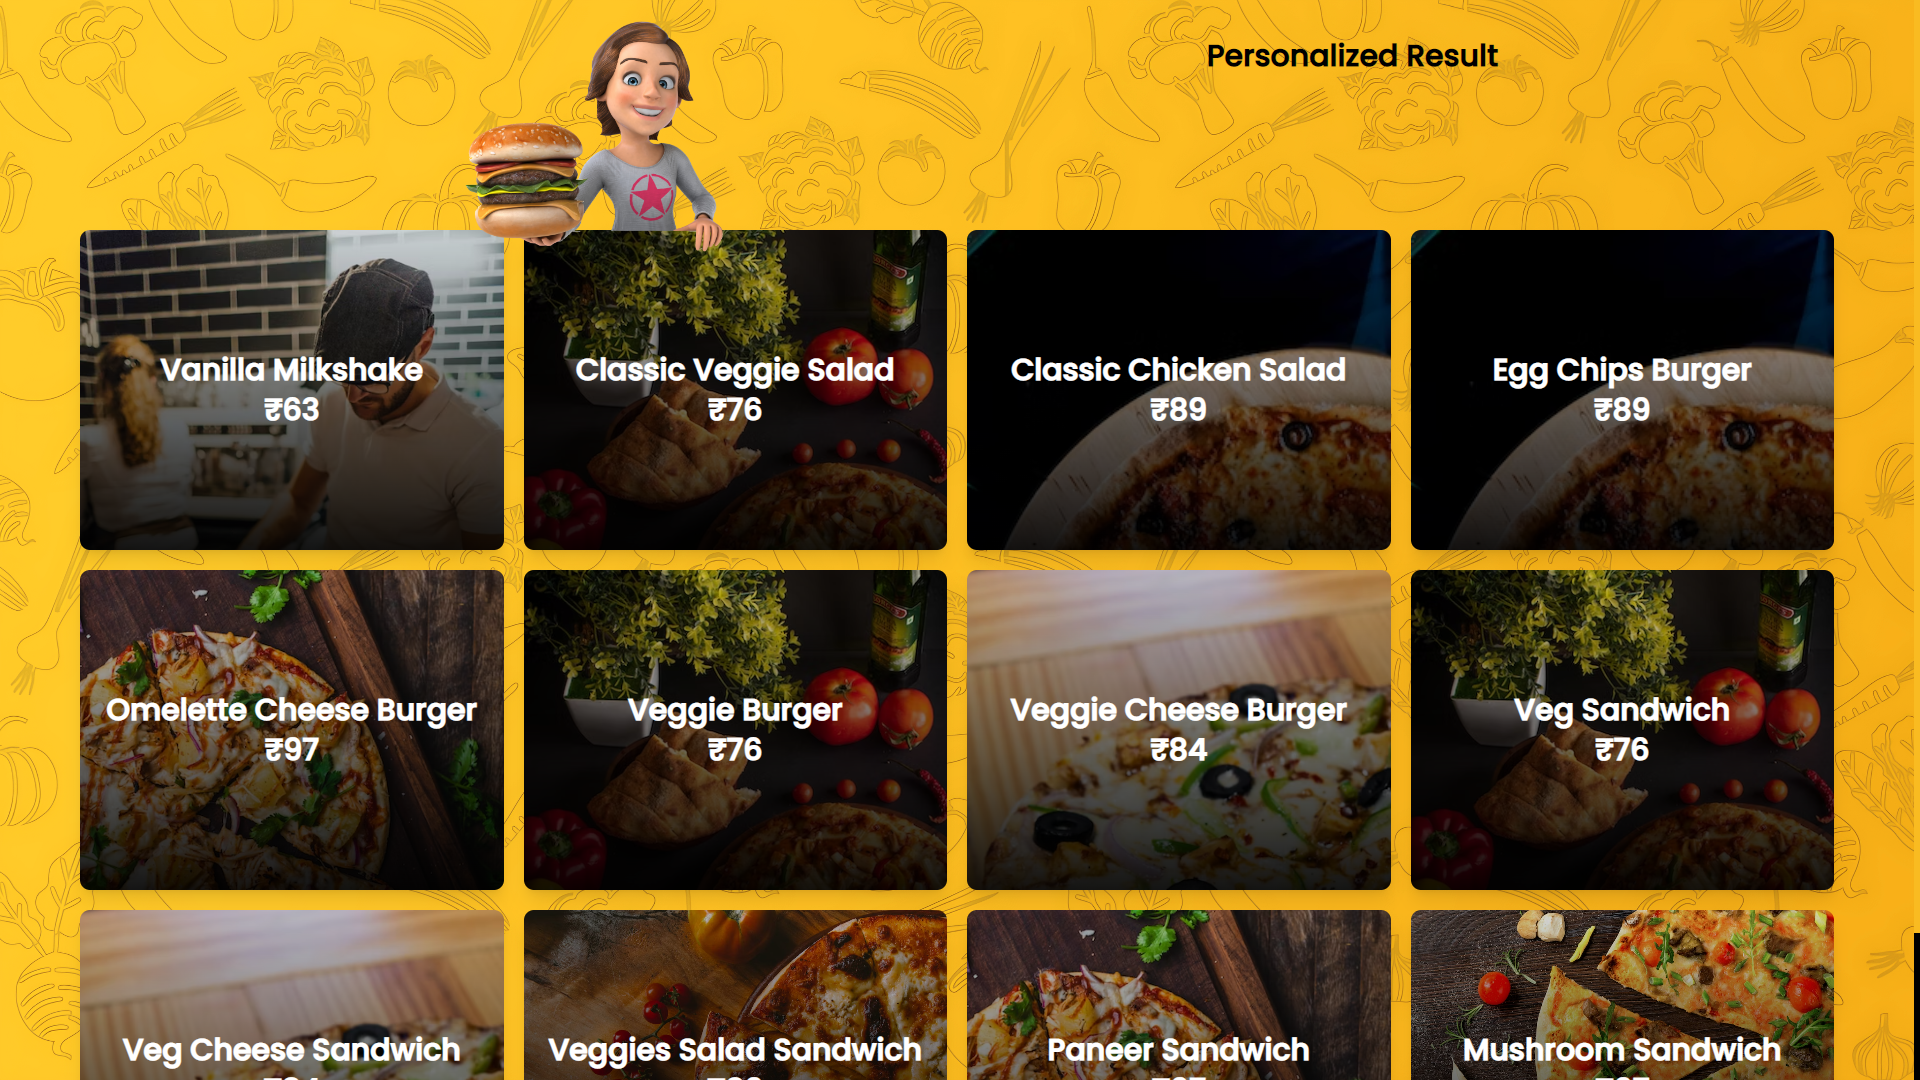 Personalized Result
Vanilla Milkshake
₹63
Classic Veggie Salad
₹76
Classic Chicken Salad
₹89
Egg Chips Burger
₹89
Omelette Cheese Burger
₹97
Veggie Burger
₹76
Veggie Cheese Burger
₹84
Veg Sandwich
₹76
Veg Cheese Sandwich
Veggies Salad Sandwich
Paneer Sandwich
Mushroom Sandwich